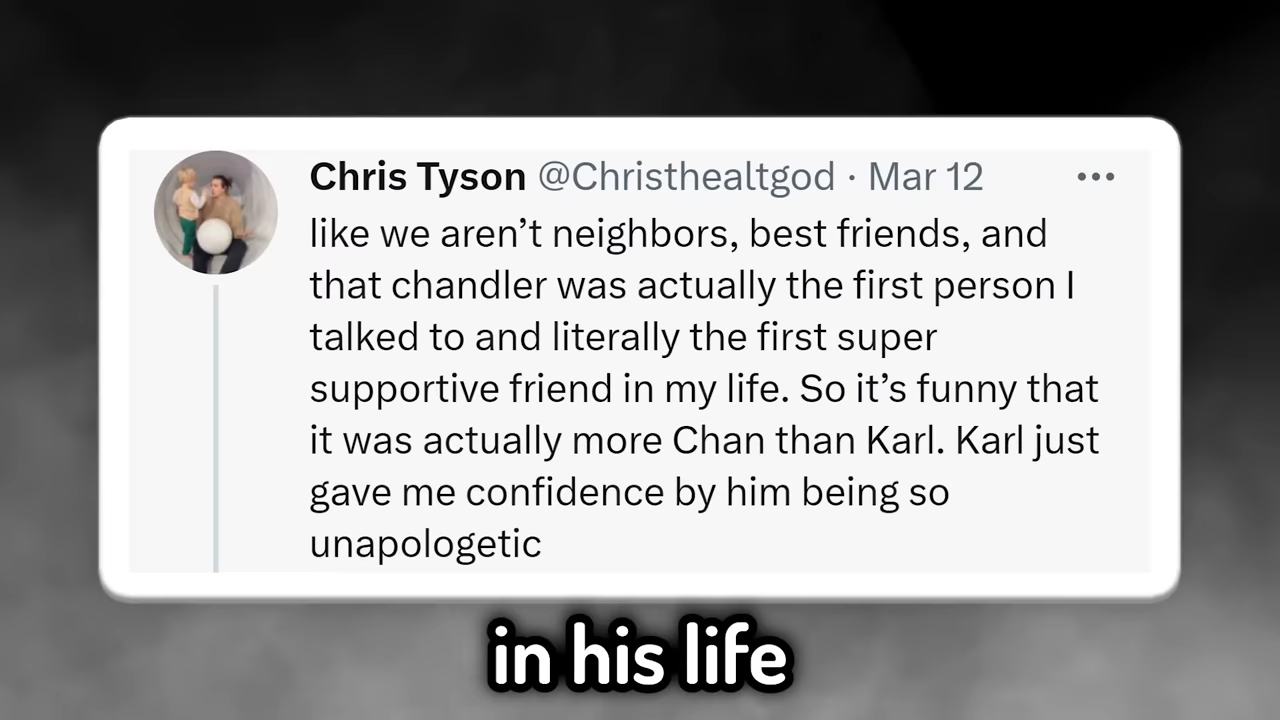 Chris Tyson @Christhealtgod · Mar 12
like we aren’t neighbors, best friends, and
that chandler was actually the first person I
talked to and literally the first super
supportive friend in my life. So it’s funny that
it was actually more Chan than Karl. Karl just
gave me confidence by him being so
unapologetic
in his life